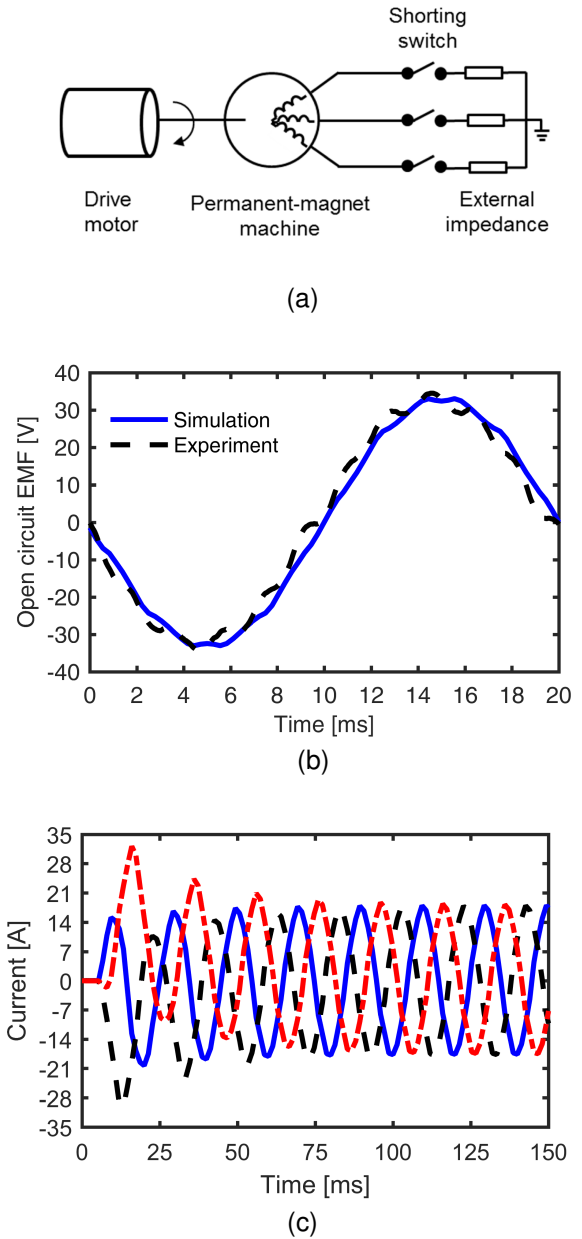 Shorting
switch
Drive
motor
Permanent-magnet
machine
External
impedance
(a)
40
30
20
10
0
-10
-20
-30
-40
Open circuit EMF [V]
Simulation
Experiment
0 2 4 6 8 10 12 14 16 18 20
Time [ms]
(b)
35
28
21
14
7
0
-7
-14
-21
-28
-35
Current [A]
0 25 50 75 100 125 150
Time [ms]
(c)